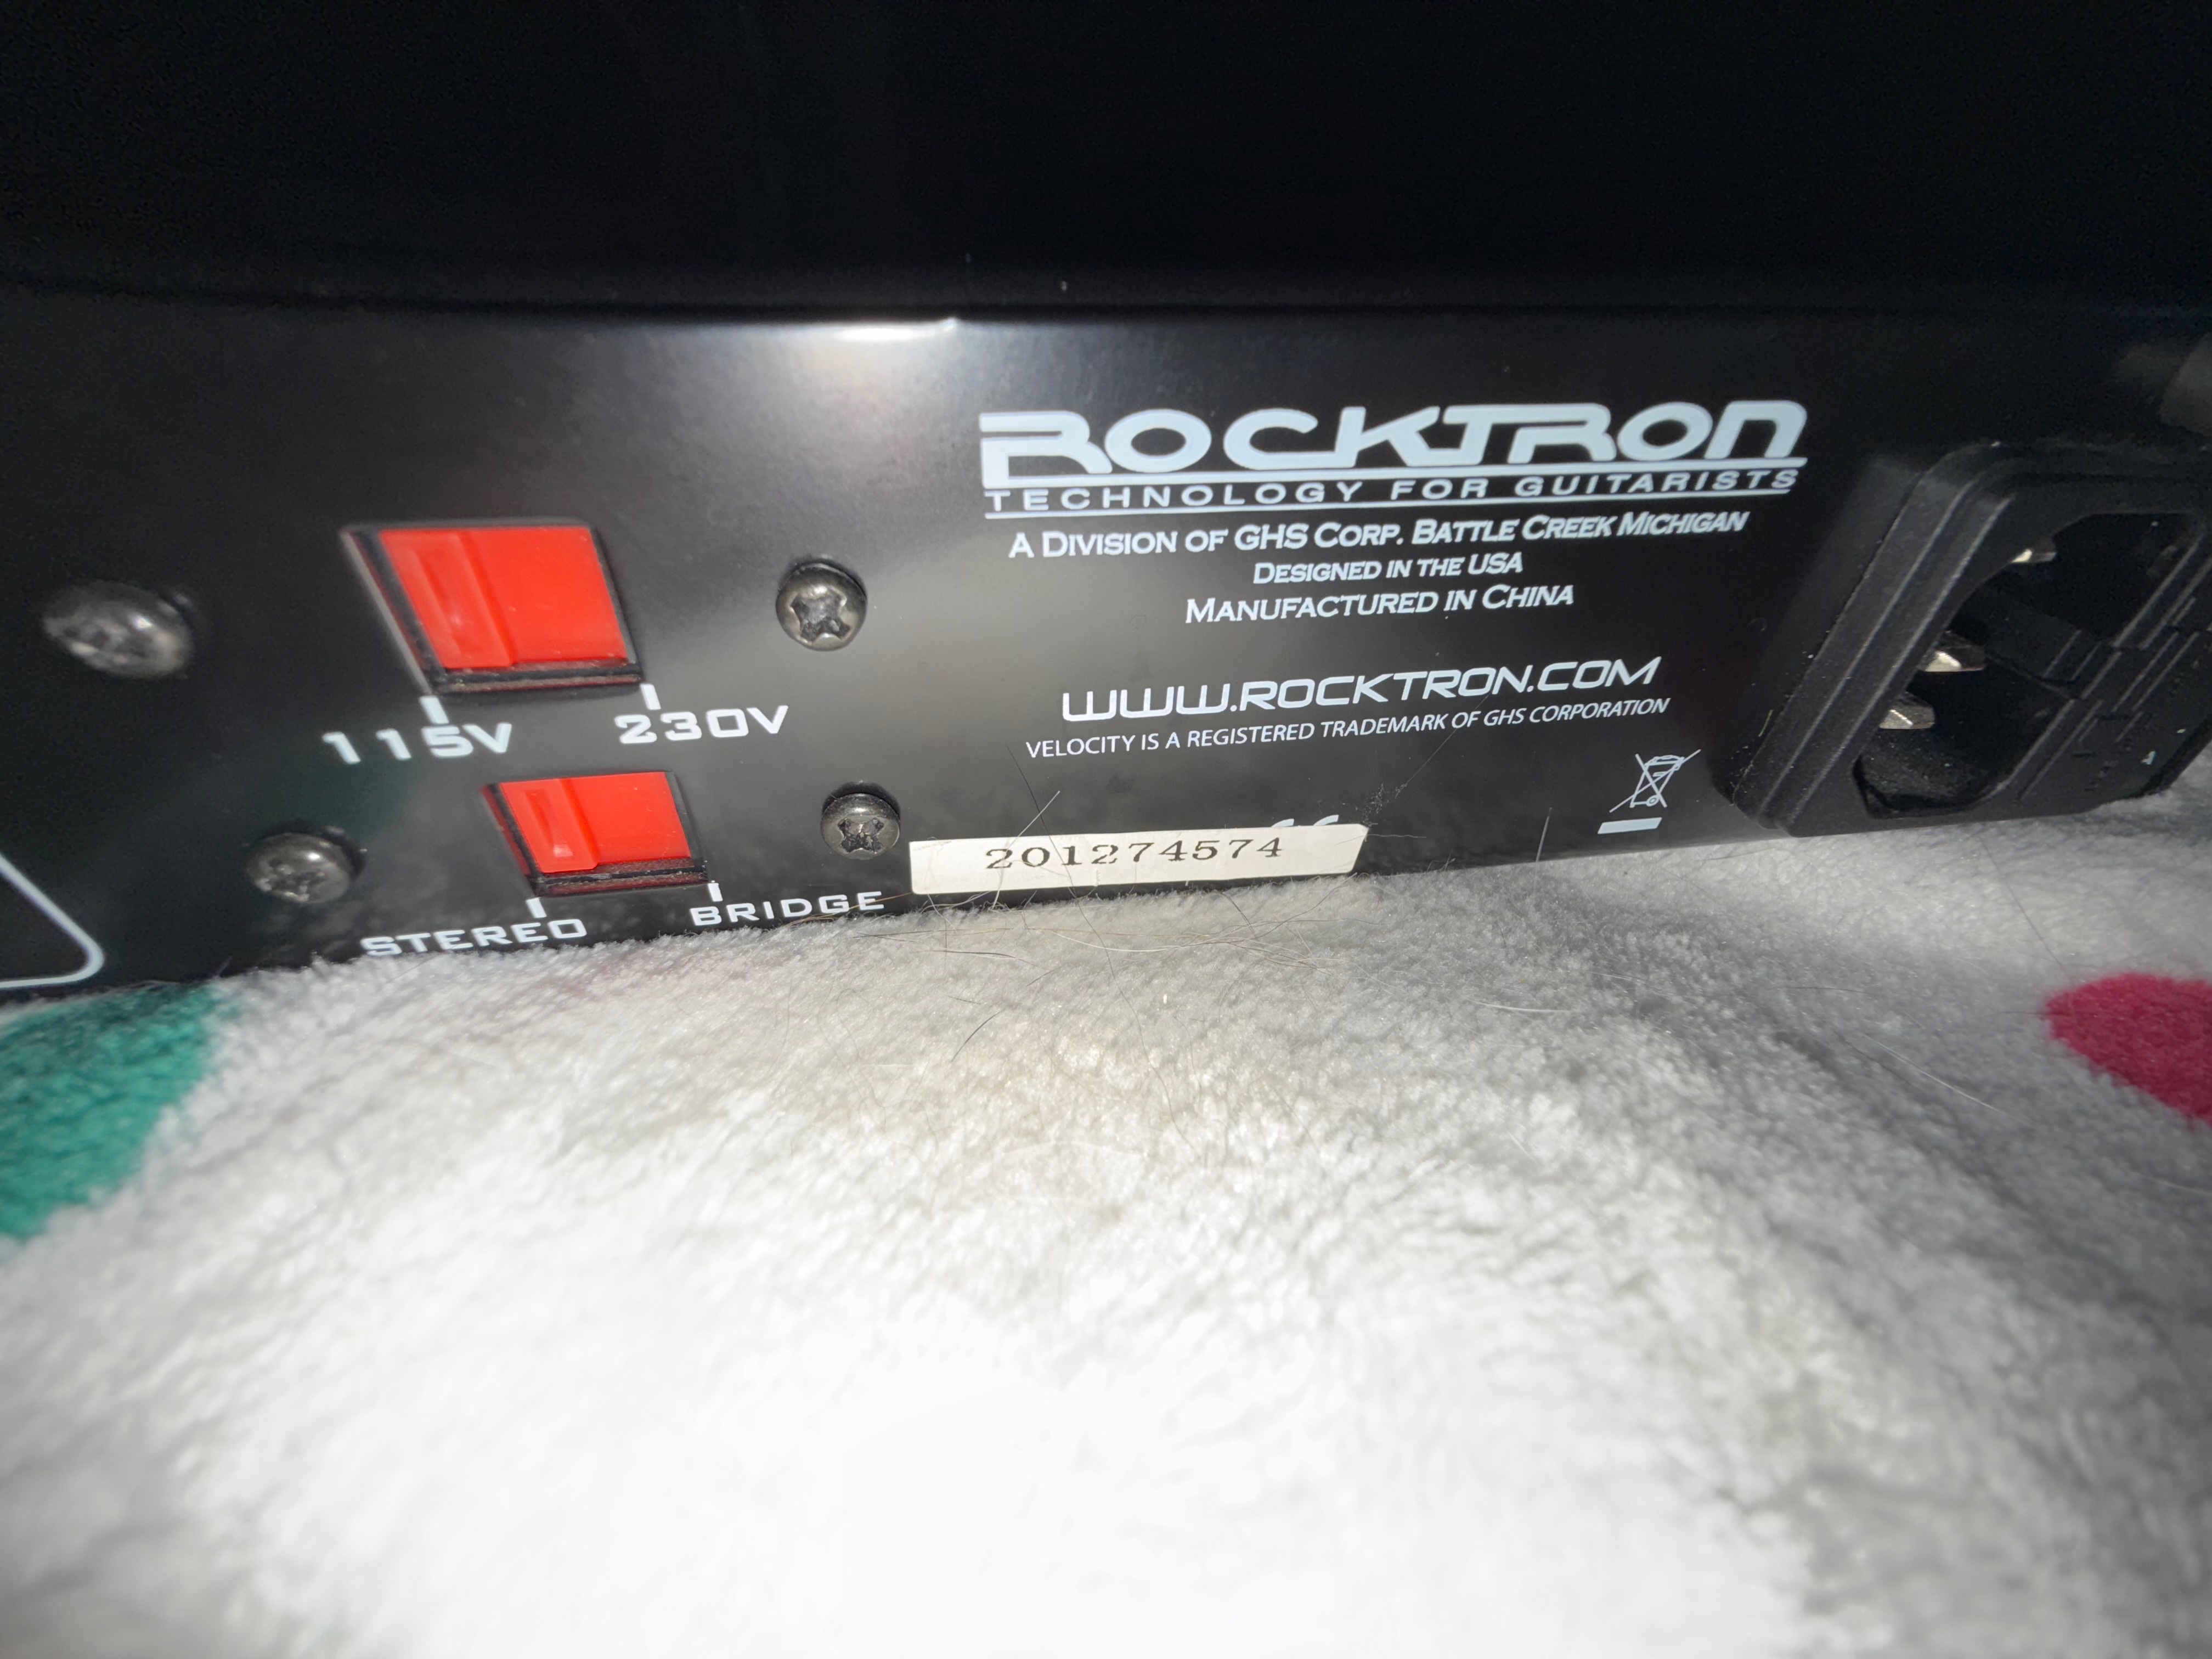 ROCKTRON
TECHNOLOGY FOR GUITARISTS
A DIVISION OF GHS CORP. BATTLE CREEK MICHIGAN
DESIGNED IN THE USA
MANUFACTURED IN CHINA
WWW.ROCKTRON.COM
VELOCITY IS A REGISTERED TRADEMARK OF GHS CORPORATION
115V 230V
STEREO BRIDGE
201274574